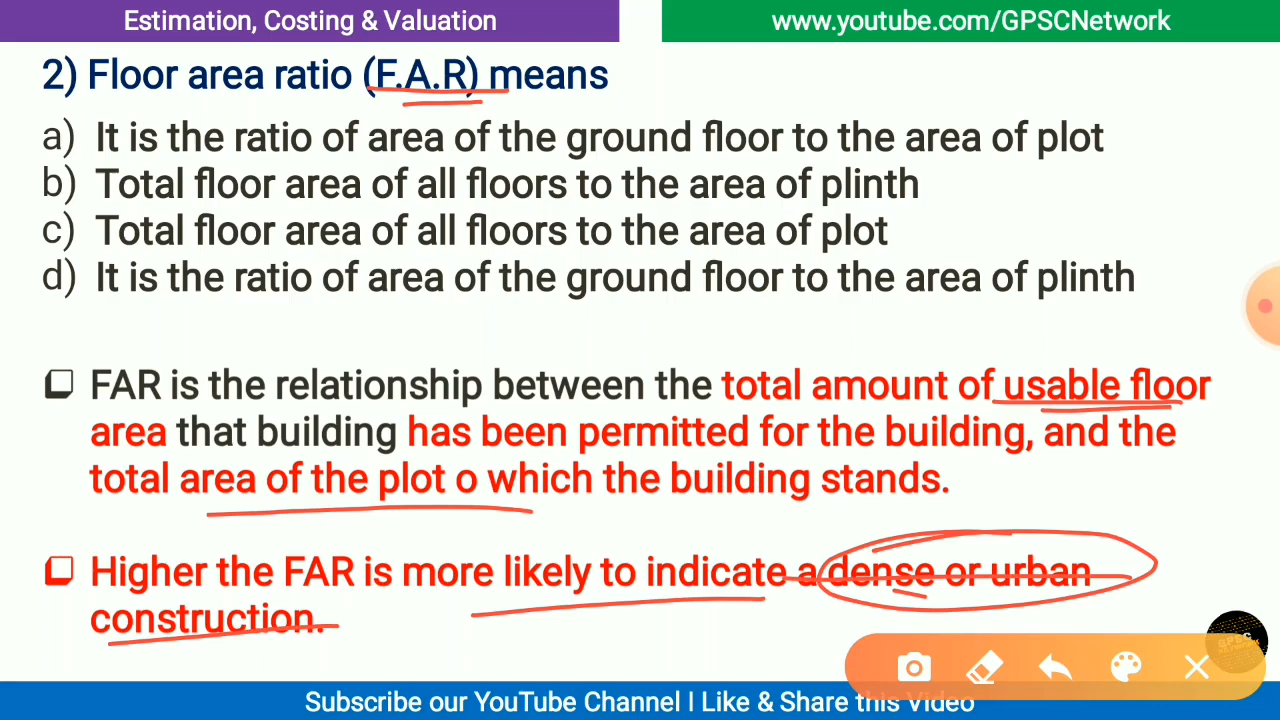 Estimation, Costing & Valuation
www.youtube.com/GPSCNetwork
2) Floor area ratio (F.A.R) means
a) It is the ratio of area of the ground floor to the area of plot
b) Total floor area of all floors to the area of plinth
c) Total floor area of all floors to the area of plot
d) It is the ratio of area of the ground floor to the area of plinth
FAR is the relationship between the total amount of usable floor
area that building has been permitted for the building, and the
total area of the plot o which the building stands.
Higher the FAR is more likely to indicate a dense or urban
construction.
GPSC
Subscribe our YouTube Channel l Like & Share this Video